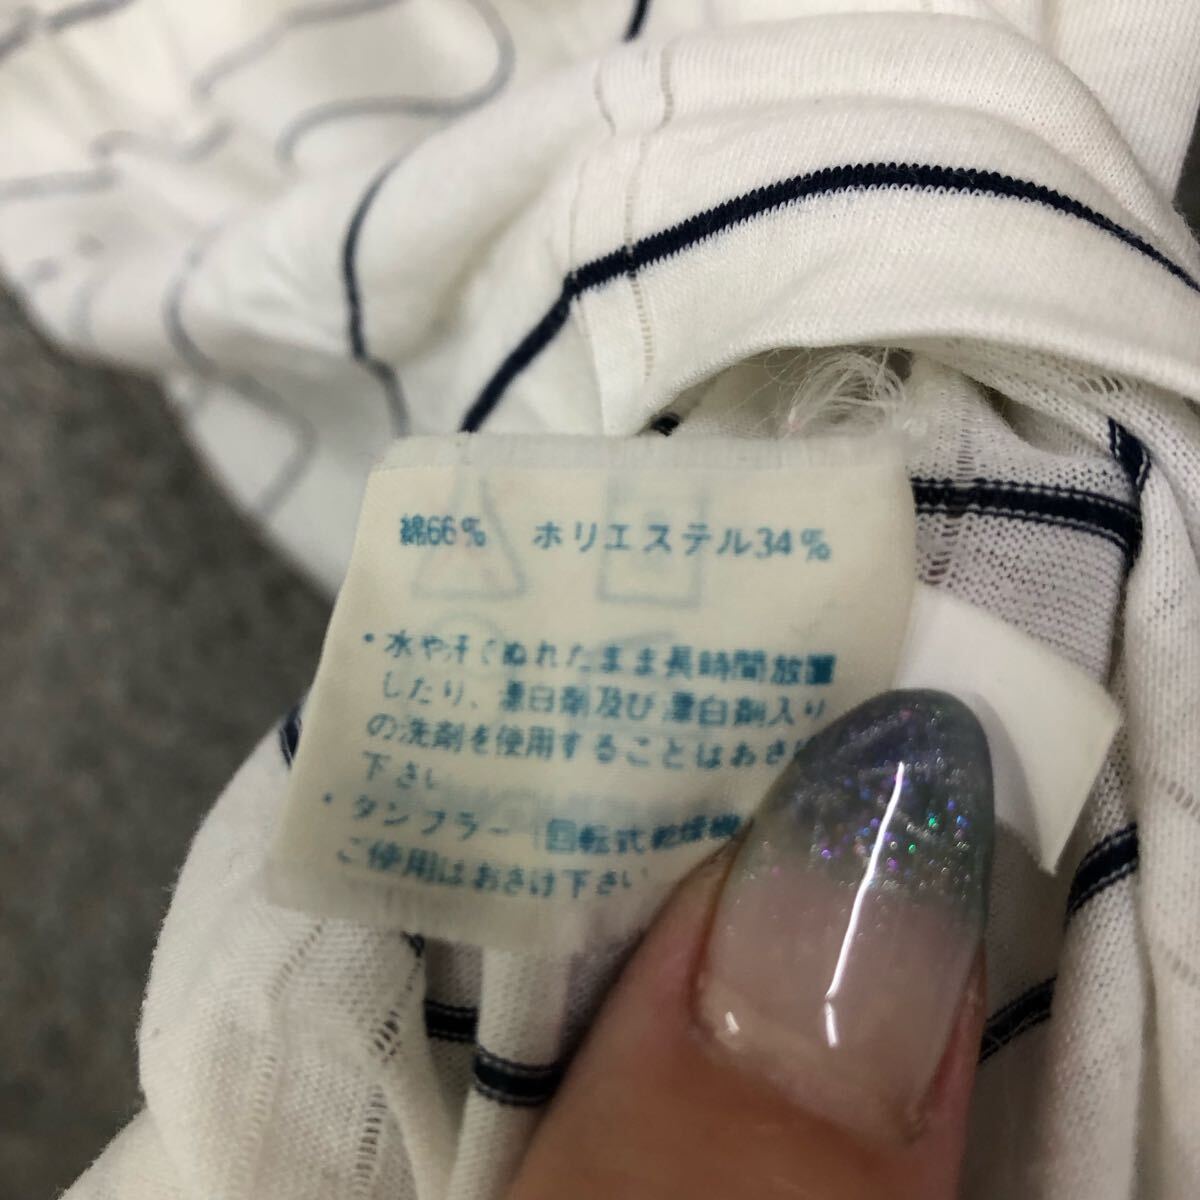 綿66% ポリエステル34%
・水や汗でぬれたまま長時間放置
したり、漂白剤及び漂白剤入り
の洗剤を使用することはおさけ
下さい
・タンブラー（回転式乾燥機
ご使用はおさけ下さい